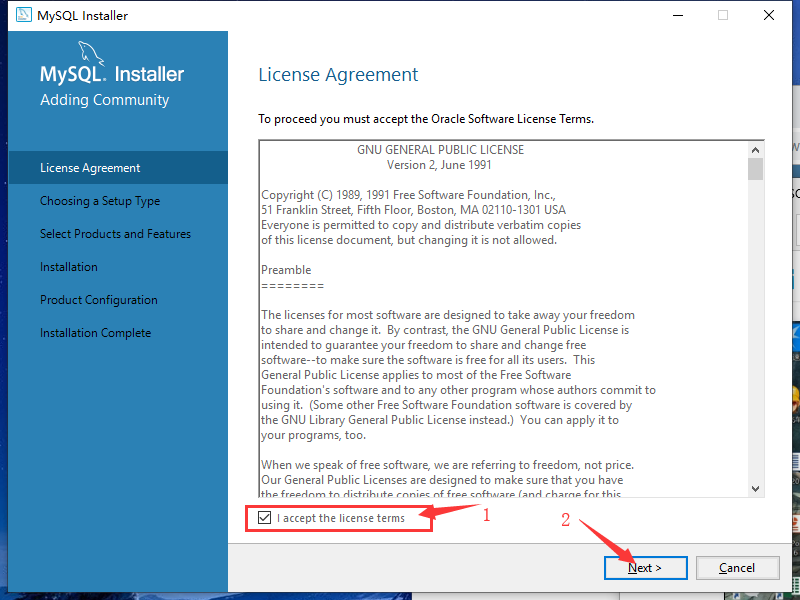 MySQL Installer
MySQL. Installer
Adding Community
License Agreement
Choosing a Setup Type
Select Products and Features
Installation
Product Configuration
Installation Complete
License Agreement
To proceed you must accept the Oracle Software License Terms.
GNU GENERAL PUBLIC LICENSE
Version 2, June 1991
Copyright (C) 1989, 1991 Free Software Foundation, Inc.,
51 Franklin Street, Fifth Floor, Boston, MA 02110-1301 USA
Everyone is permitted to copy and distribute verbatim copies
of this license document, but changing it is not allowed.
Preamble
========
The licenses for most software are designed to take away your freedom
to share and change it.  By contrast, the GNU General Public License is
intended to guarantee your freedom to share and change free
software--to make sure the software is free for all its users.  This
General Public License applies to most of the Free Software
Foundation's software and to any other program whose authors commit to
using it.  (Some other Free Software Foundation software is covered by
the GNU Library General Public License instead.)  You can apply it to
your programs, too.
When we speak of free software, we are referring to freedom, not price.
Our General Public Licenses are designed to make sure that you have
the freedom to distribute copies of free software (and charge for this
I accept the license terms
1
2
Next >
Cancel